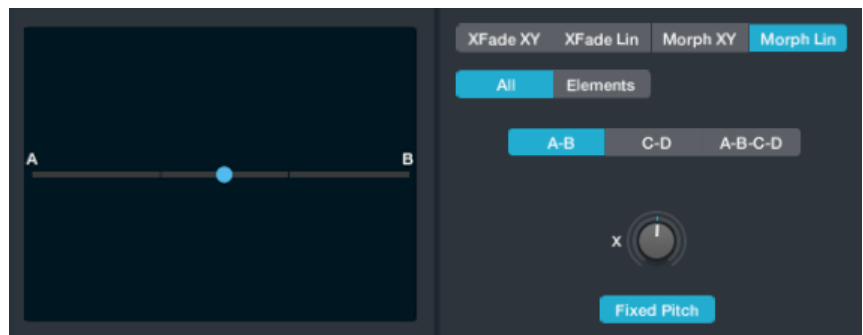 XFade XY XFade Lin Morph XY Morph Lin
All Elements
A-B C-D A-B-C-D
A B
X
Fixed Pitch